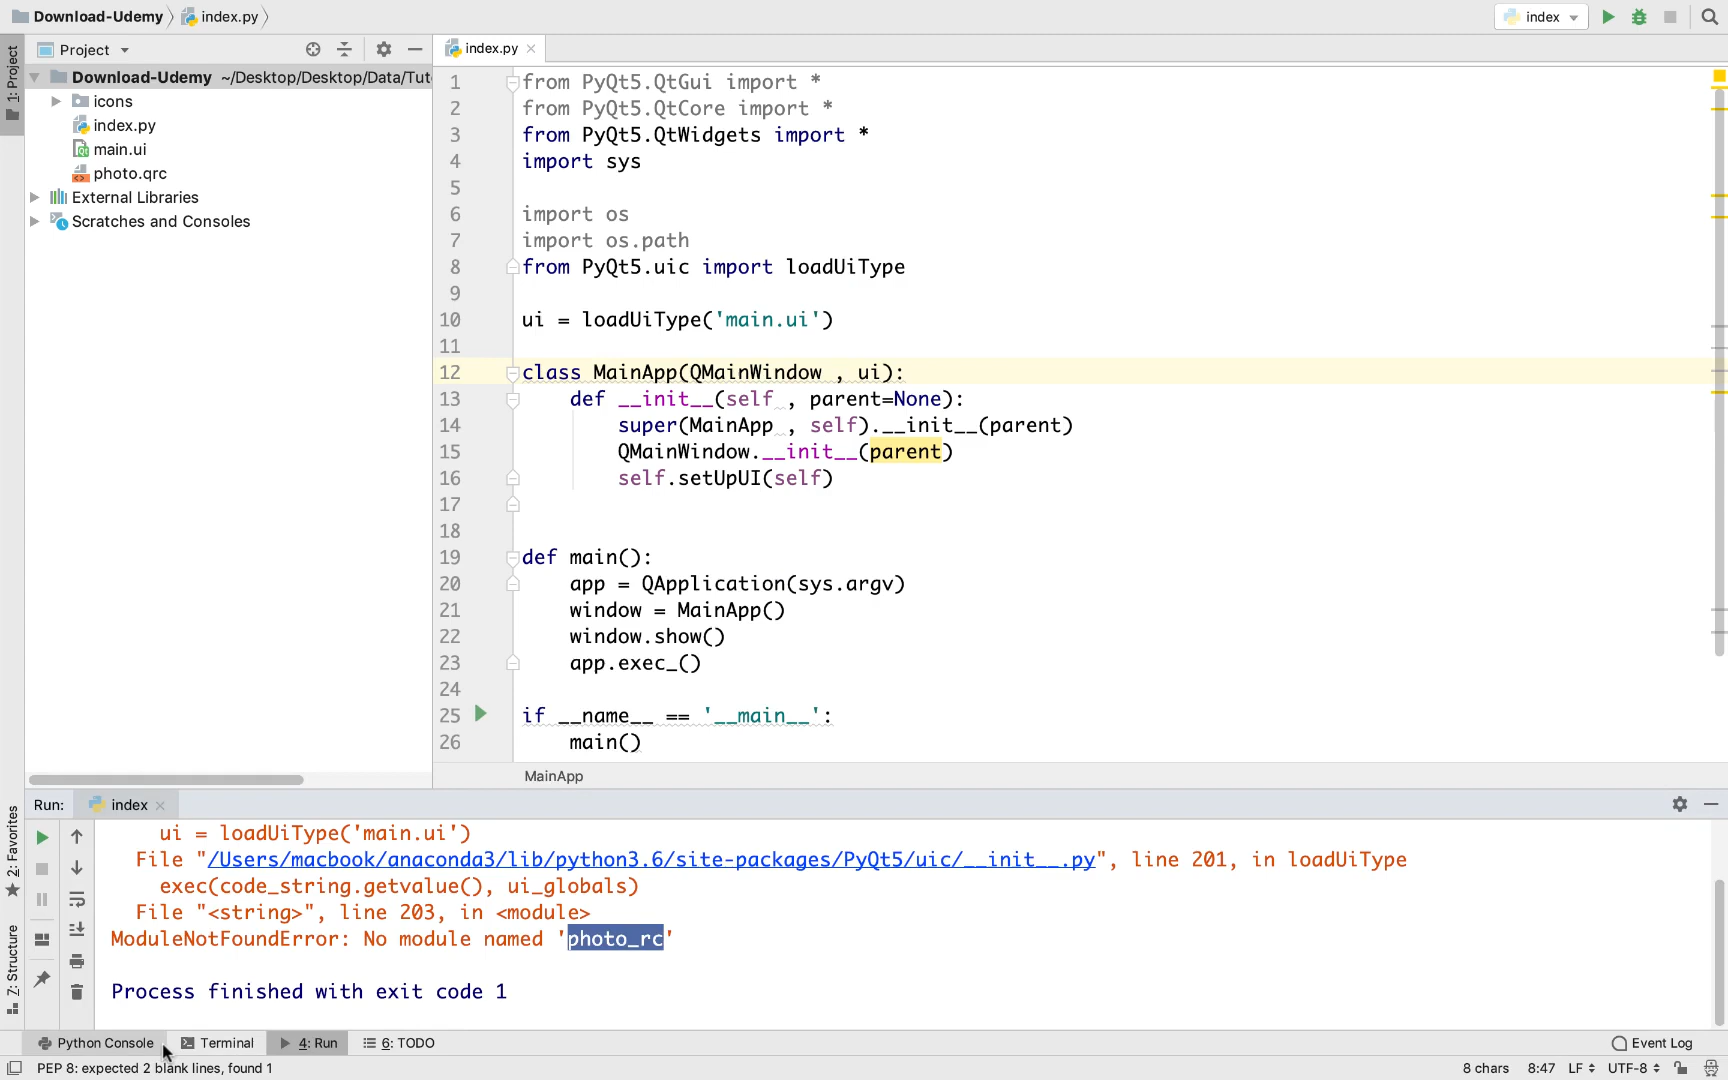 Download-Udemy index.py index
1: Project
Project
index.py
Download-Udemy ~/Desktop/Desktop/Data/Tut
icons
index.py
main.ui
photo.qrc
External Libraries
Scratches and Consoles
1 from PyQt5.QtGui import *
2 from PyQt5.QtCore import *
3 from PyQt5.QtWidgets import *
4 import sys
5
6 import os
7 import os.path
8 from PyQt5.uic import loadUiType
9
10 ui = loadUiType('main.ui')
11
12 class MainApp(QMainWindow , ui):
13 def __init__(self , parent=None):
14 super(MainApp , self).__init__(parent)
15 QMainWindow.__init__(parent)
16 self.setUpUI(self)
17
18
19 def main():
20 app = QApplication(sys.argv)
21 window = MainApp()
22 window.show()
23 app.exec_()
24
25 if __name__ == '__main__':
26 main()
MainApp
Run: index
2: Favorites
Z: Structure
ui = loadUiType('main.ui')
File "/Users/macbook/anaconda3/lib/python3.6/site-packages/PyQt5/uic/__init__.py", line 201, in loadUiType
exec(code_string.getvalue(), ui_globals)
File "<string>", line 203, in <module>
ModuleNotFoundError: No module named 'photo_rc'
Process finished with exit code 1
Python Console Terminal 4: Run 6: TODO Event Log
PEP 8: expected 2 blank lines, found 1 8 chars 8:47 LF UTF-8